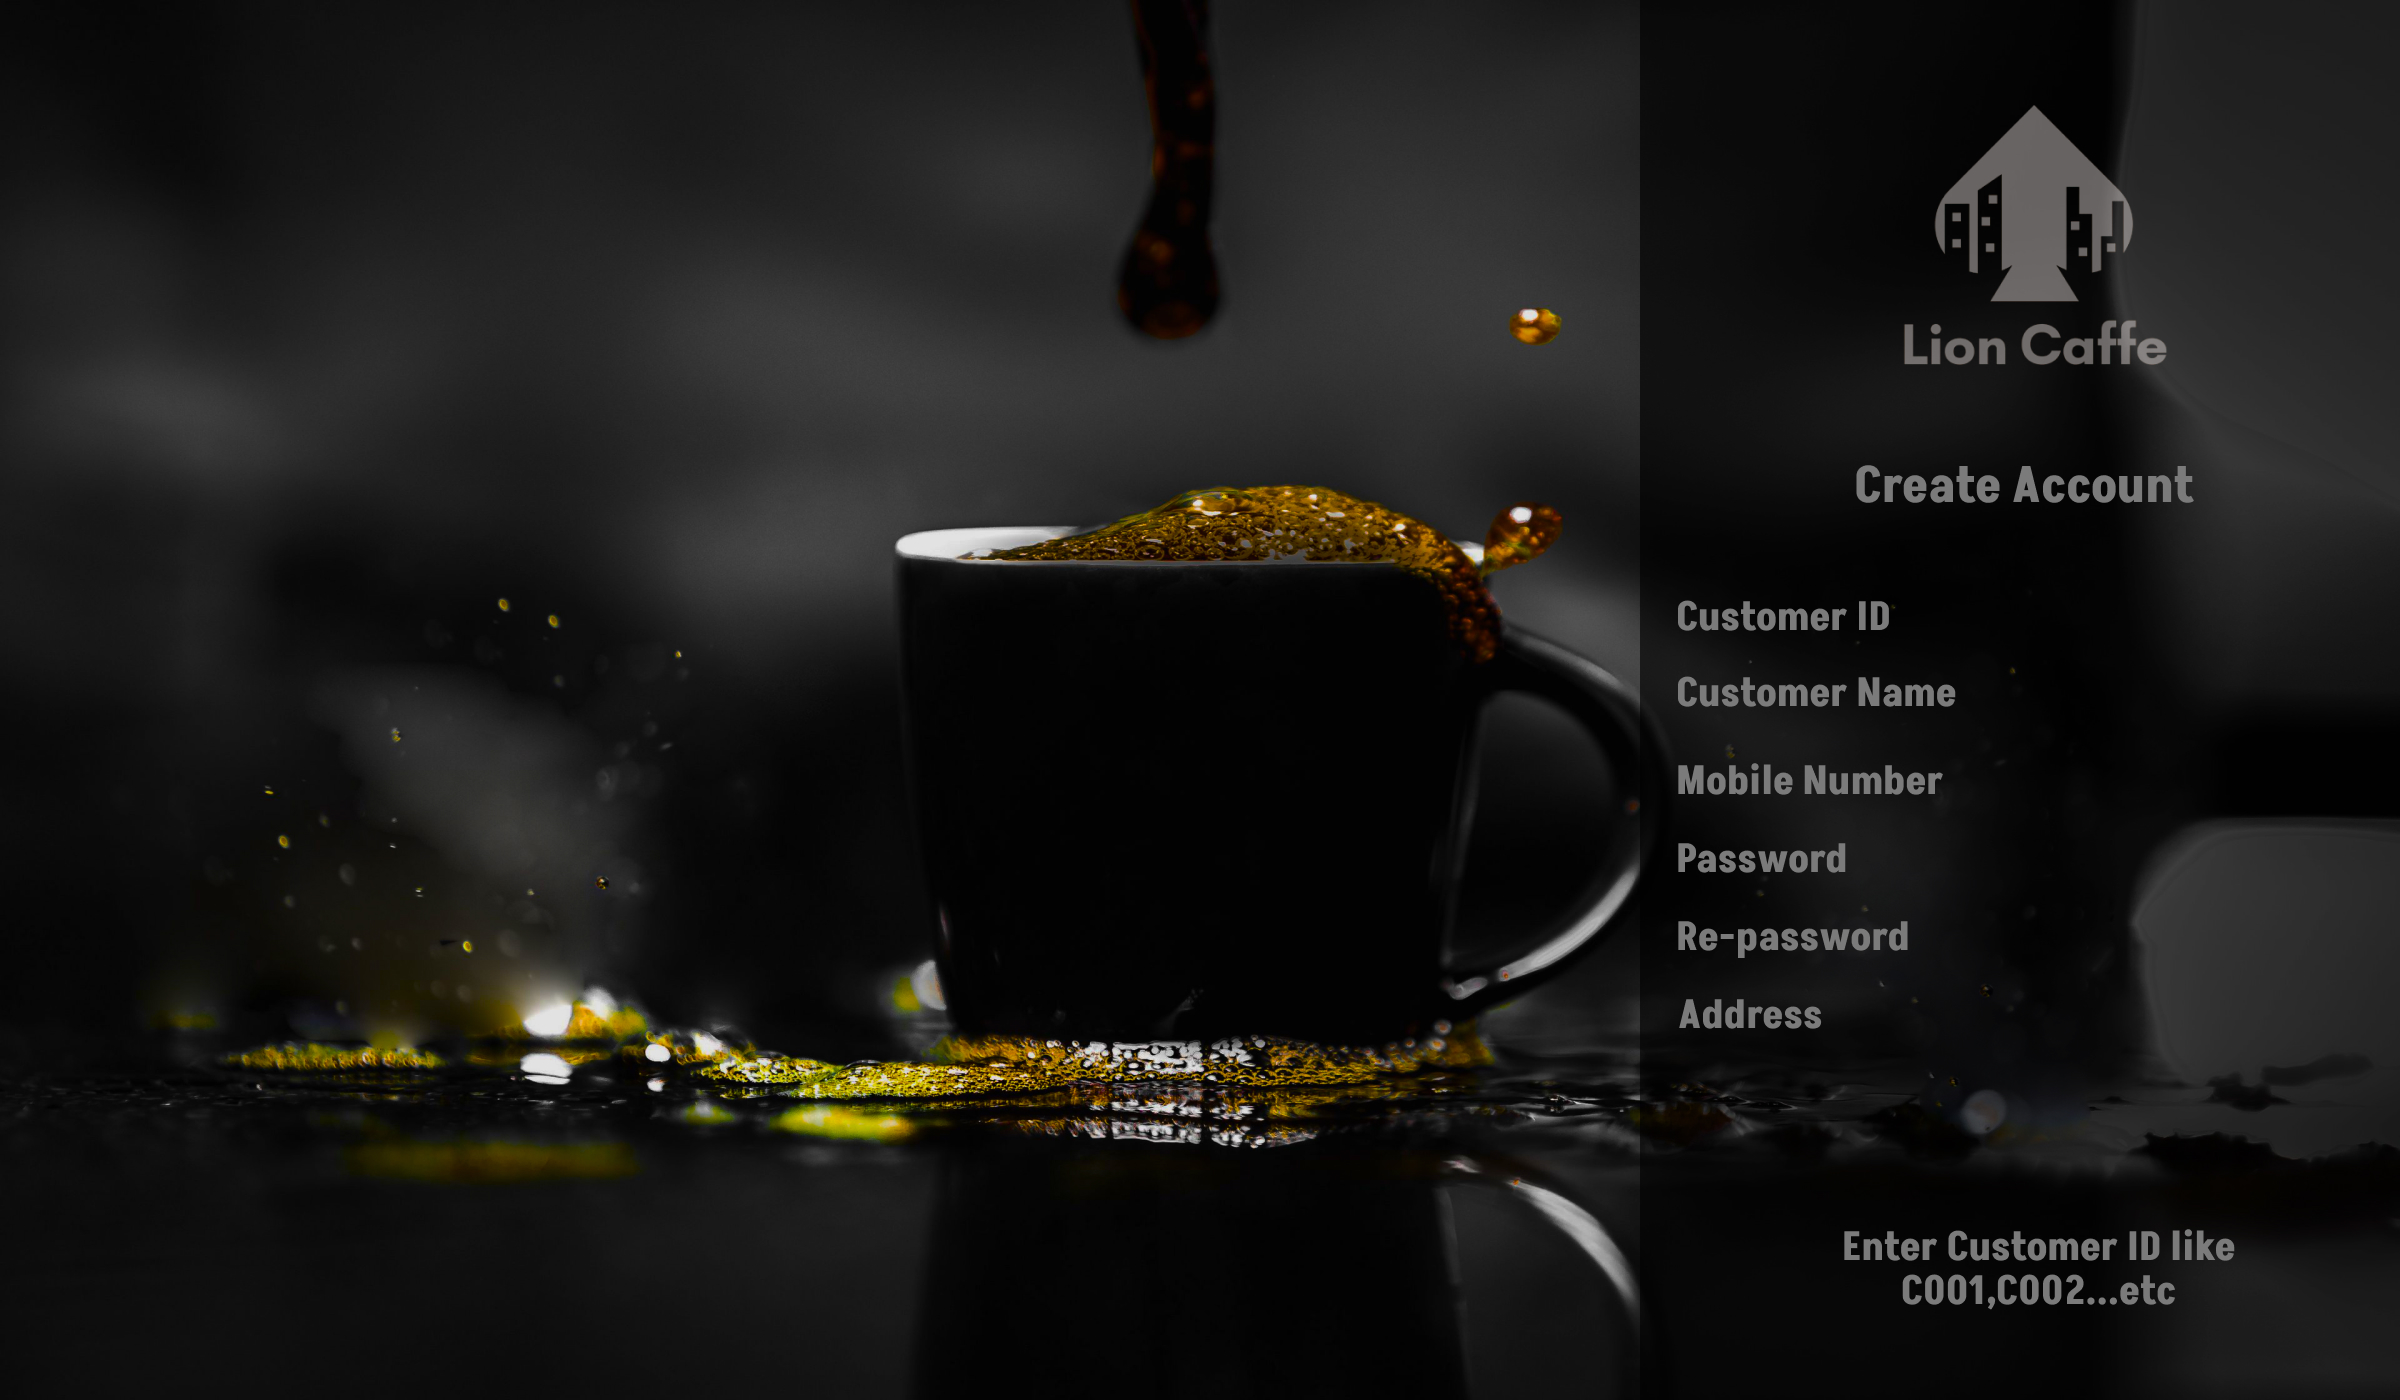 Lion Caffe
Create Account
Customer ID
Customer Name
Mobile Number
Password
Re-password
Address
Enter Customer ID like
C001,C002...etc